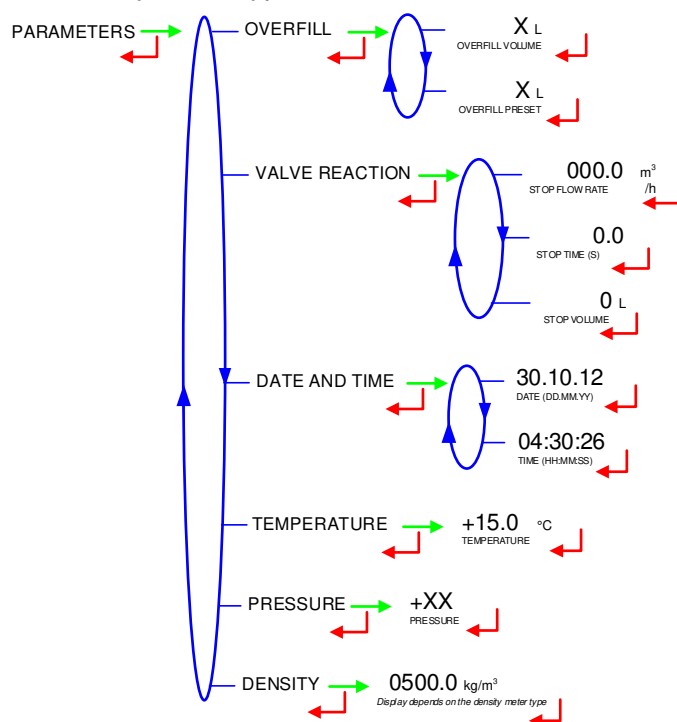 PARAMETERS
OVERFILL
X L
OVERFILL VOLUME
X L
OVERFILL PRESET
VALVE REACTION
000.0 m³/h
STOP FLOW RATE
0.0
STOP TIME (S)
0 L
STOP VOLUME
DATE AND TIME
30.10.12
DATE (DD.MM.YY)
04:30:26
TIME (HH:MM:SS)
TEMPERATURE
+15.0 °C
TEMPERATURE
PRESSURE
+XX
PRESSURE
DENSITY
0500.0 kg/m³
Display depends on the density meter type